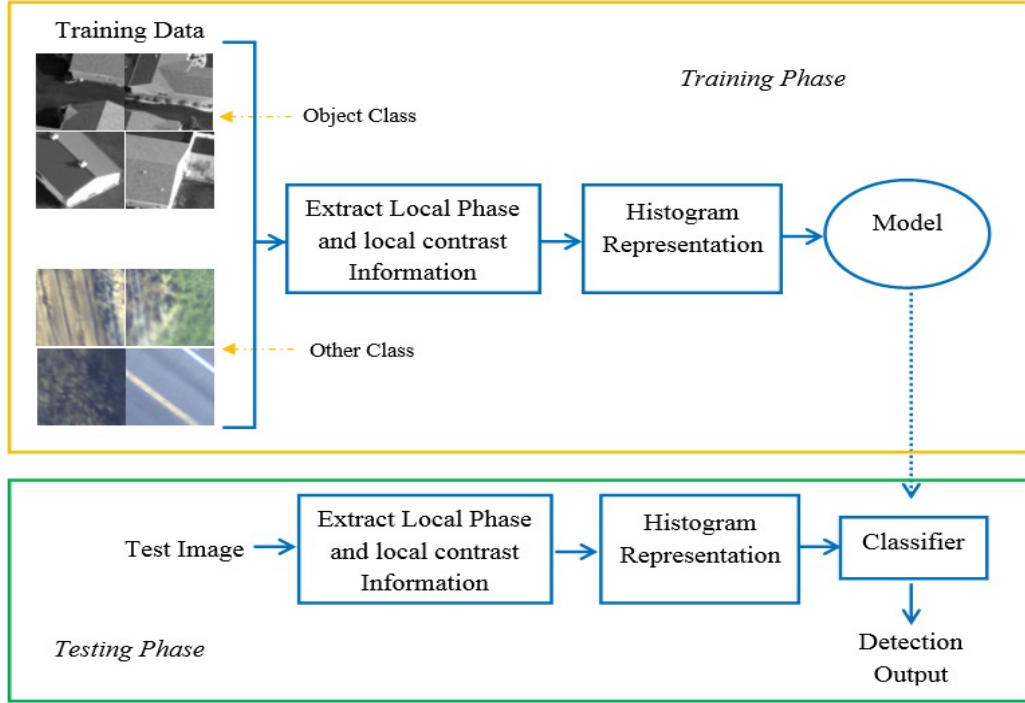 Training Data
Training Phase
Object Class
Extract Local Phase
and local contrast
Information
Histogram
Representation
Model
Other Class
Test Image
Extract Local Phase
and local contrast
Information
Histogram
Representation
Classifier
Testing Phase
Detection
Output